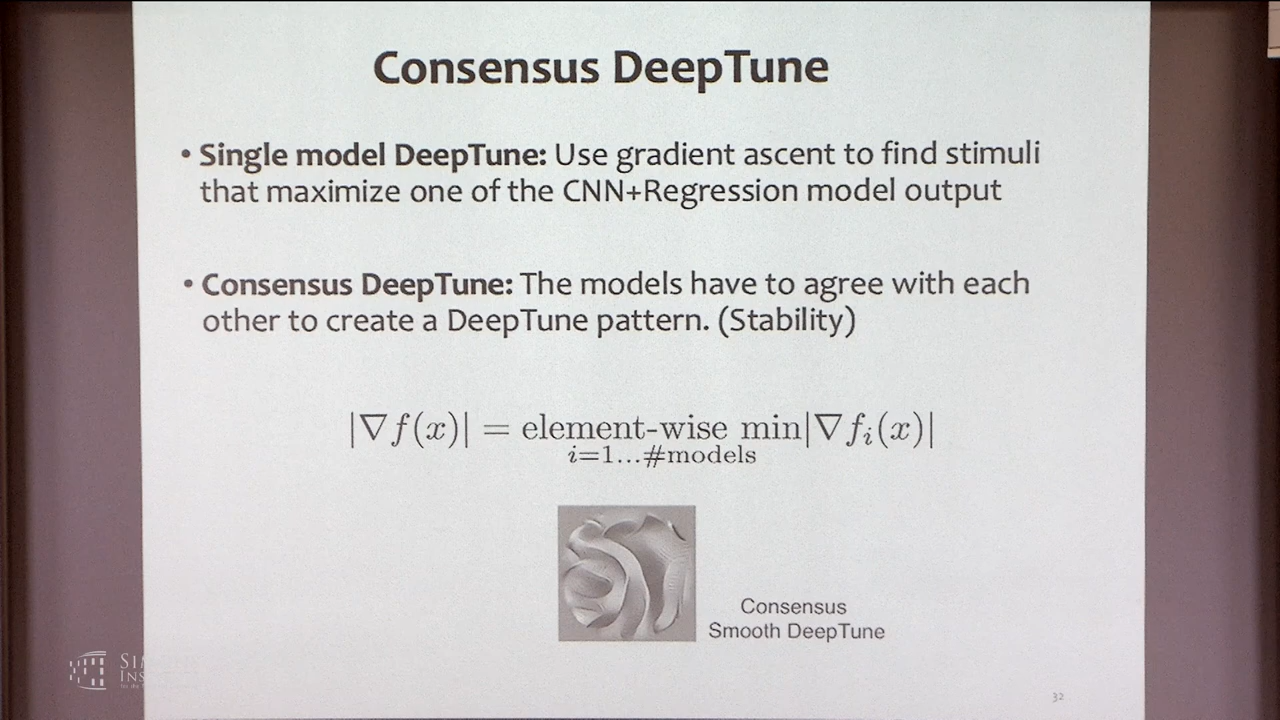 Consensus DeepTune
• Single model DeepTune: Use gradient ascent to find stimuli
that maximize one of the CNN+Regression model output
• Consensus DeepTune: The models have to agree with each
other to create a DeepTune pattern. (Stability)
|∇f(x)| = element-wise min|∇fᵢ(x)|
i=1...#models
Consensus
Smooth DeepTune
32